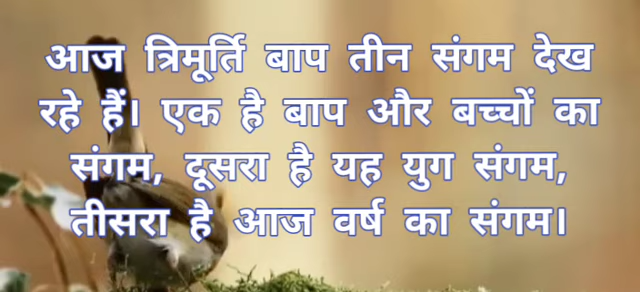 आज त्रिमूर्ति बाप तीन संगम देख
रहे हैं। एक है बाप और बच्चों का
संगम, दूसरा है यह युग संगम,
तीसरा है आज वर्ष का संगम।